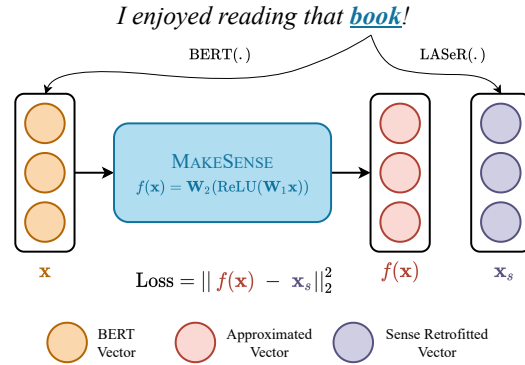 I enjoyed reading that book!
BERT(.) LASeR(.)
MAKESENSE
f(x) = W₂(ReLU(W₁x))
x f(x) xₛ
Loss = || f(x) − xₛ||₂²
BERT Vector
Approximated Vector
Sense Retrofitted Vector